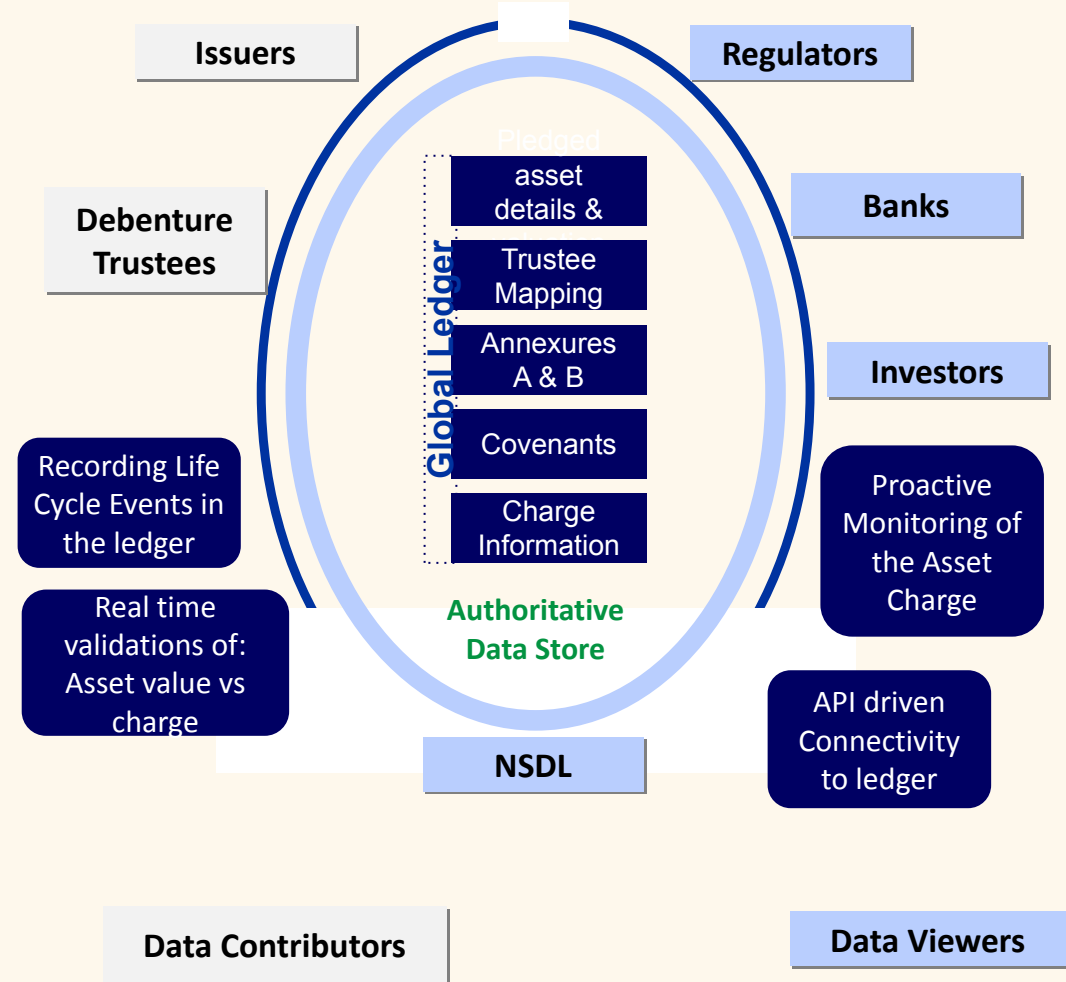 Issuers
Regulators
Debenture
Trustees
Banks
Investors
Global Ledger
Pledged
asset
details &
Trustee
Mapping
Annexures
A & B
Covenants
Charge
Information
Authoritative
Data Store
Recording Life
Cycle Events in
the ledger
Real time
validations of:
Asset value vs
charge
Proactive
Monitoring of
the Asset
Charge
API driven
Connectivity
to ledger
NSDL
Data Contributors
Data Viewers